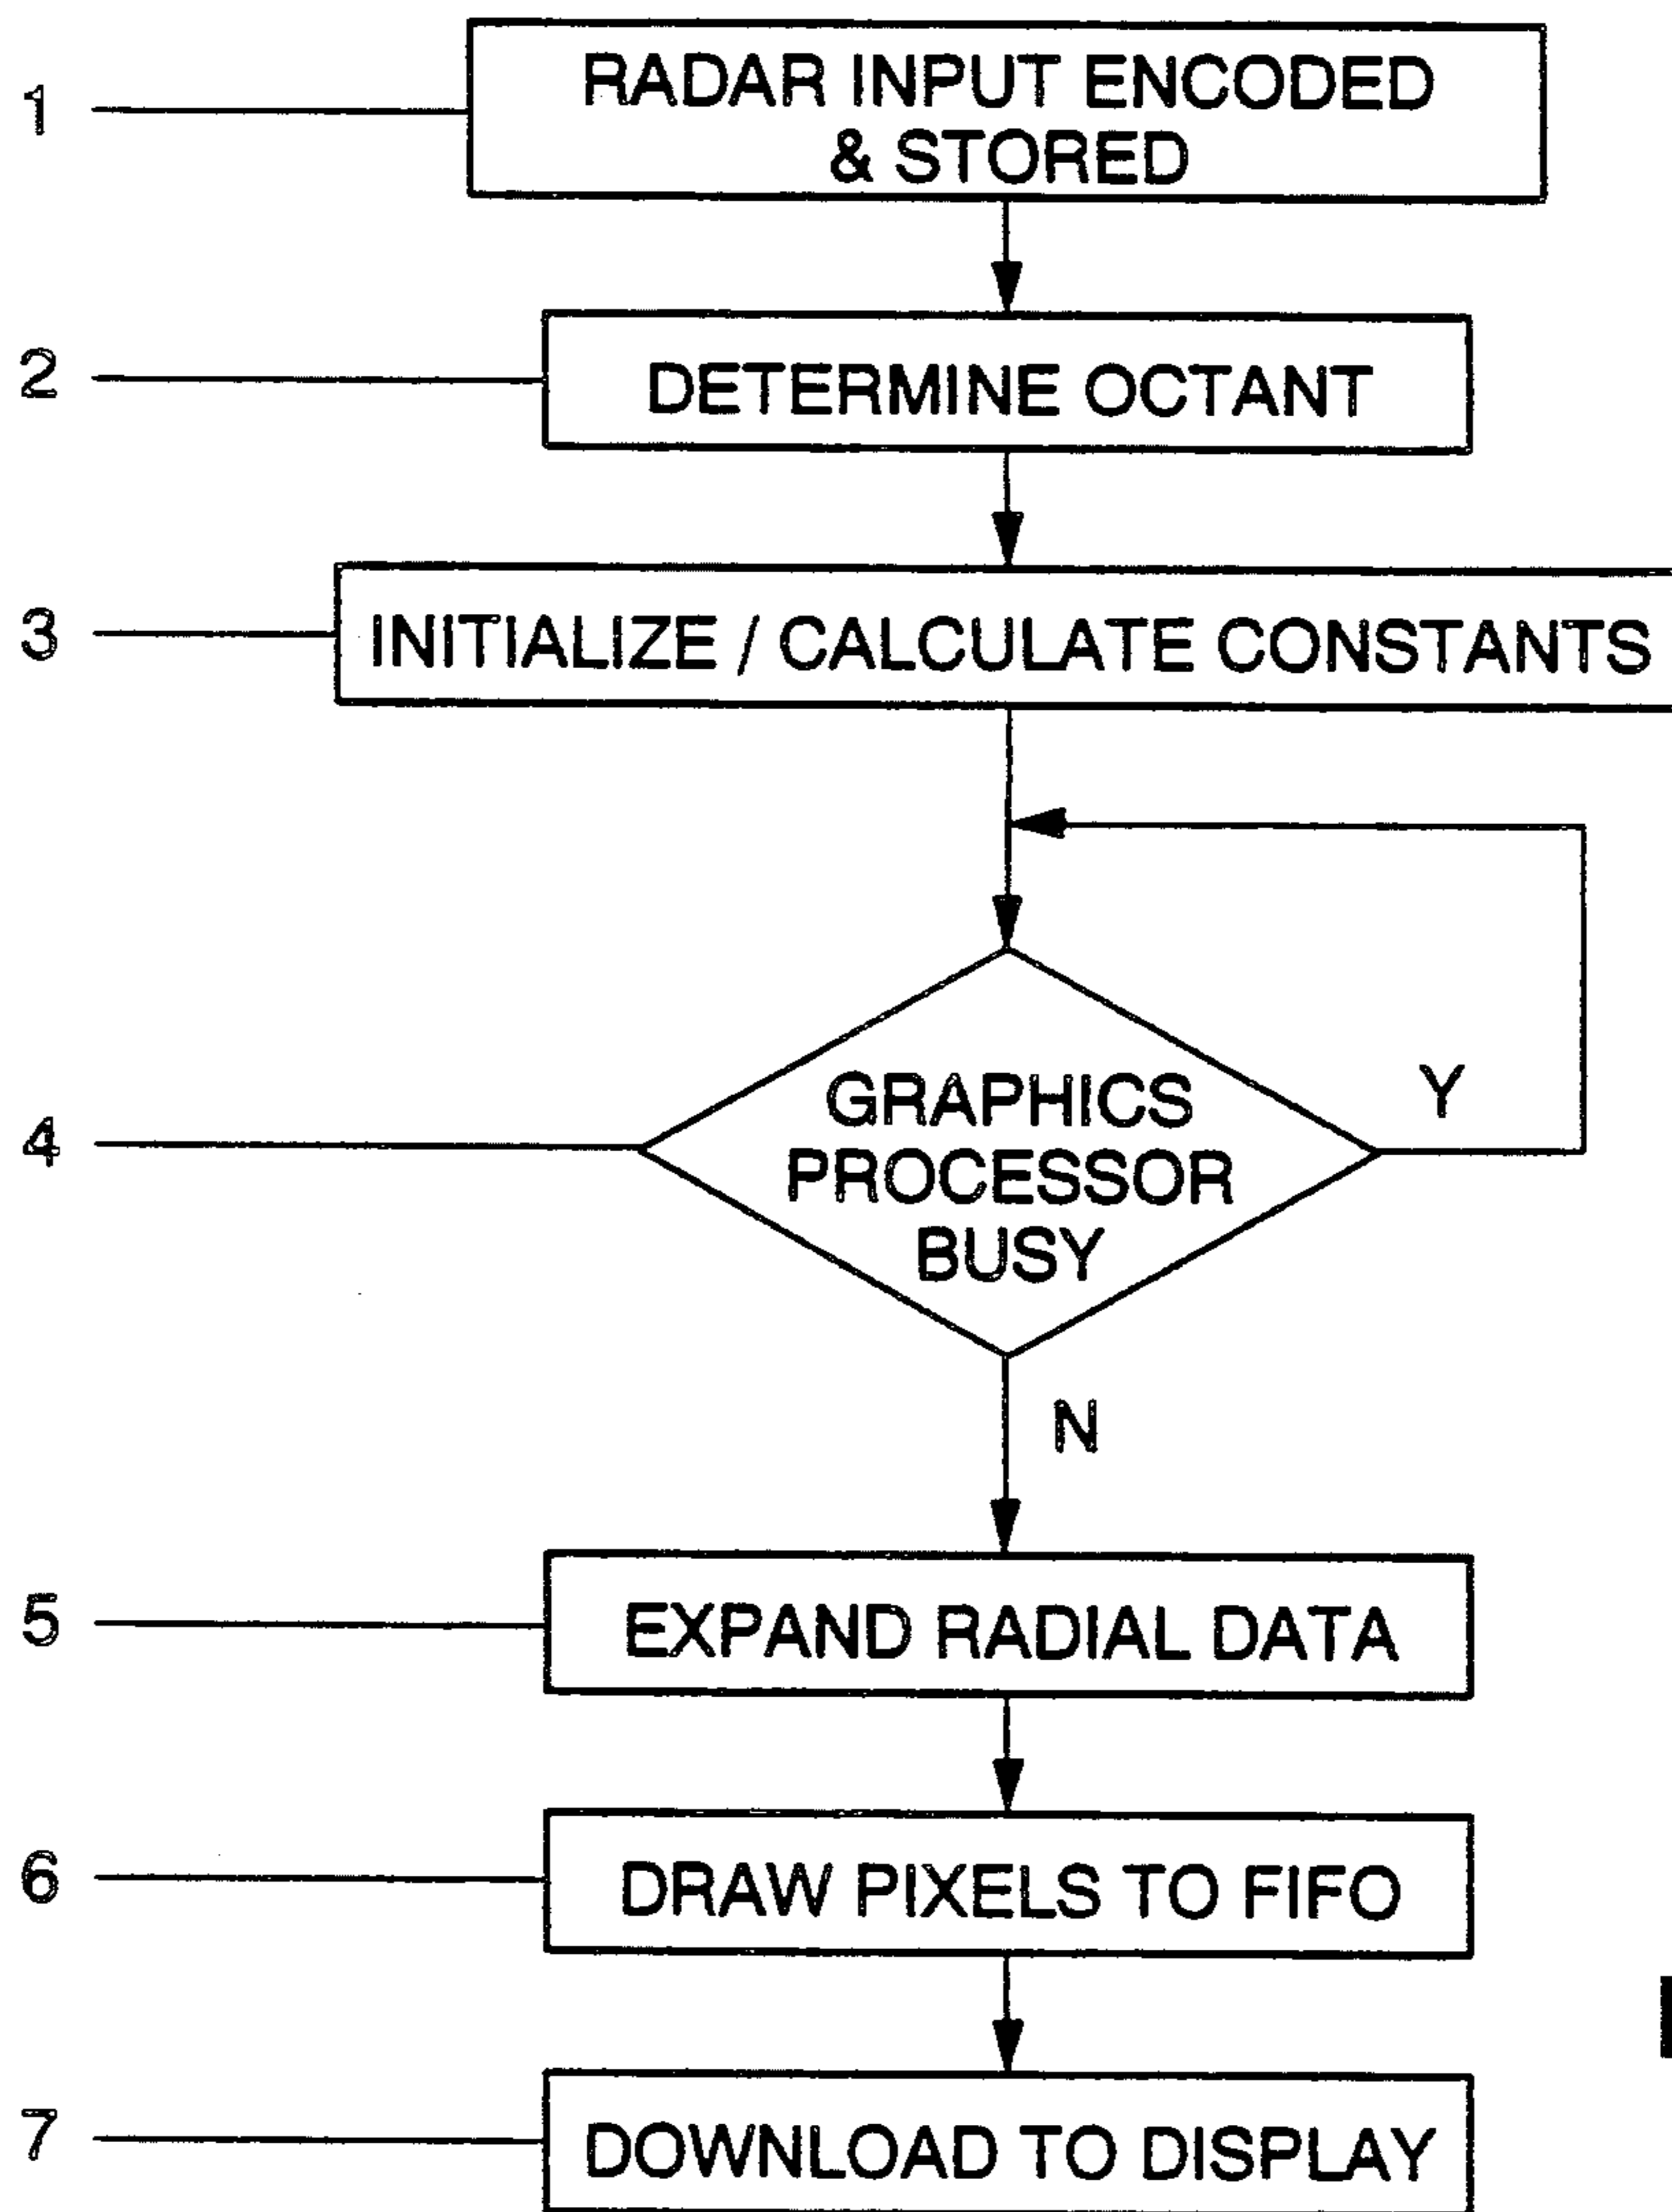 1
RADAR INPUT ENCODED
& STORED
2
DETERMINE OCTANT
3
INITIALIZE / CALCULATE CONSTANTS
4
GRAPHICS
PROCESSOR
BUSY
Y
N
5
EXPAND RADIAL DATA
6
DRAW PIXELS TO FIFO
7
DOWNLOAD TO DISPLAY